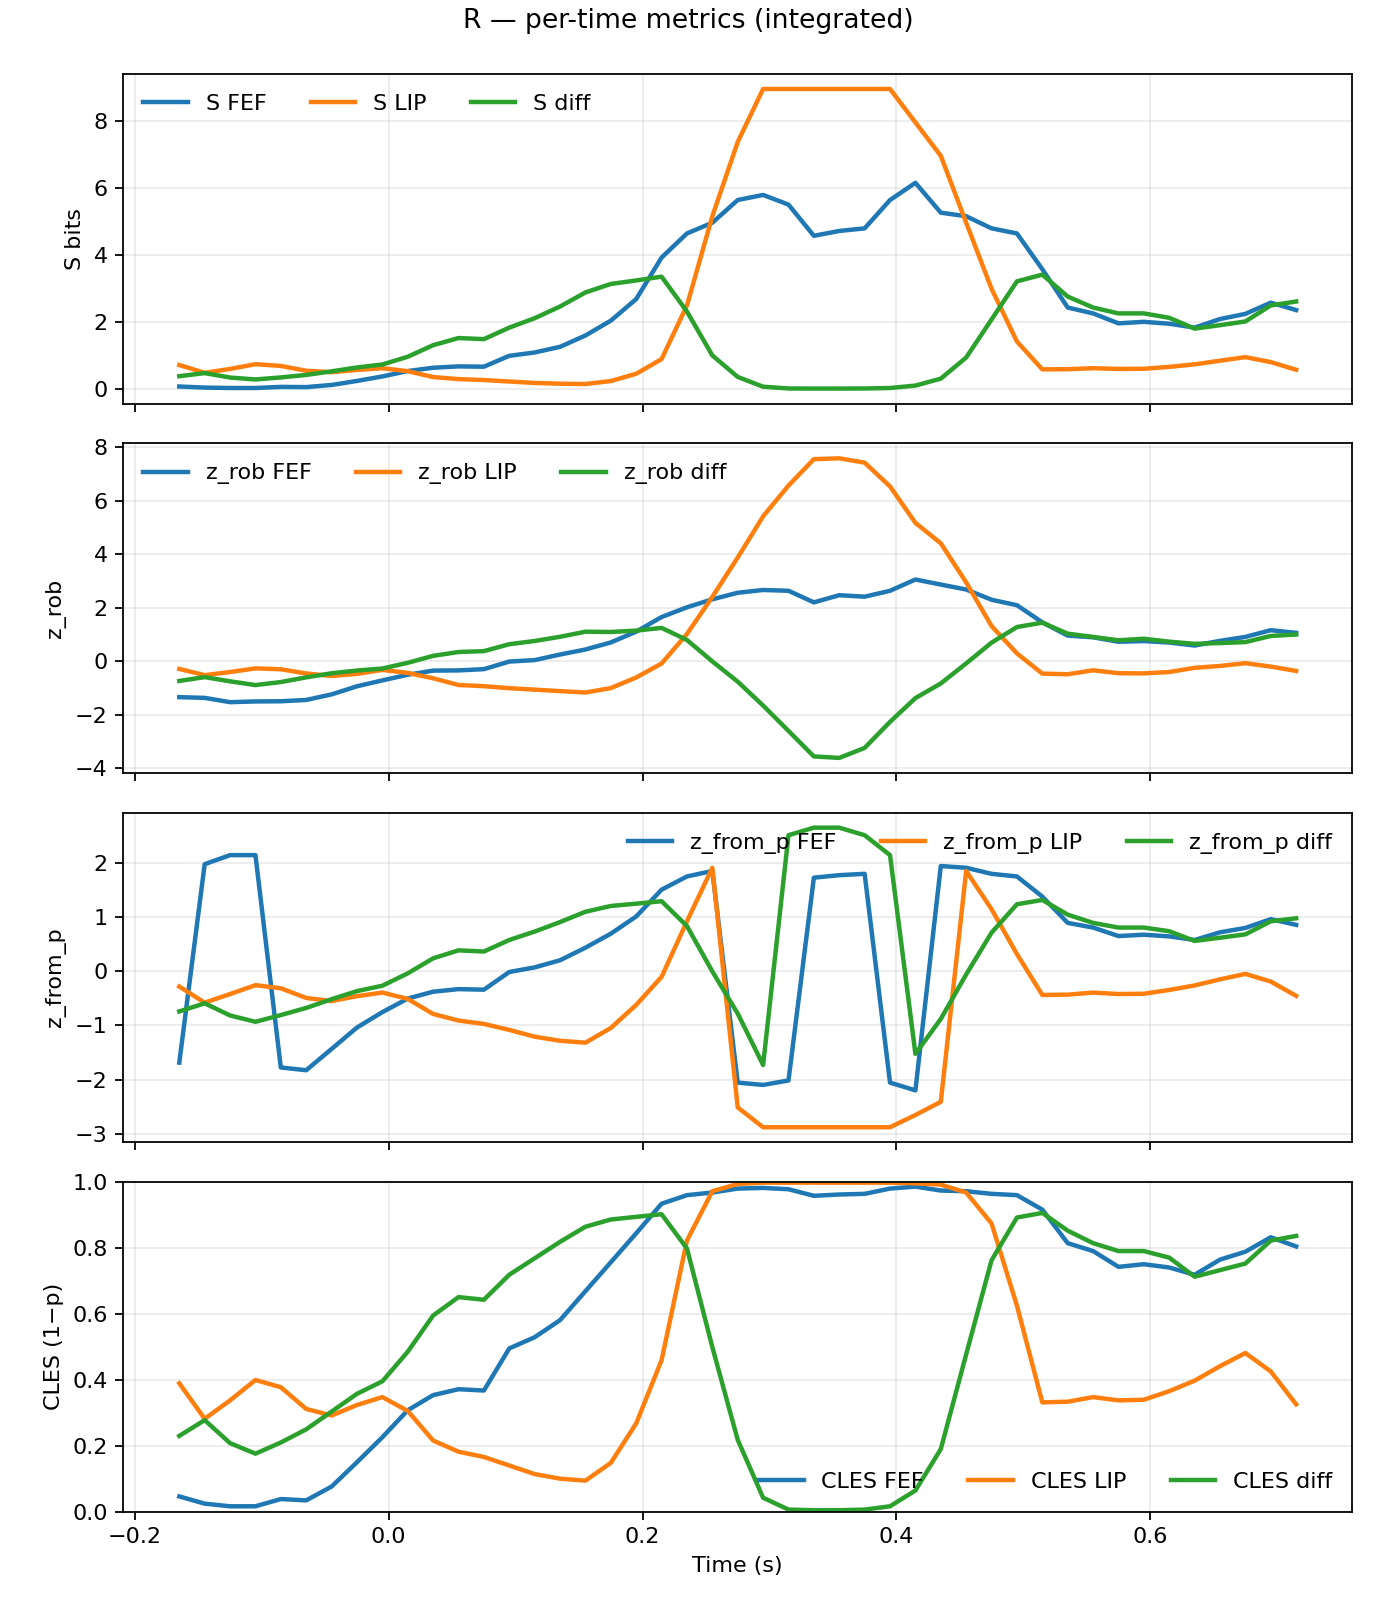 R — per-time metrics (integrated)
S FEF S LIP S diff
8
6
4
2
0
S bits
z_rob FEF z_rob LIP z_rob diff
8
6
4
2
0
−2
−4
z_rob
z_from_p FEF z_from_p LIP z_from_p diff
2
1
0
−1
−2
−3
z_from_p
1.0
0.8
0.6
0.4
0.2
0.0
CLES (1−p)
CLES FEF CLES LIP CLES diff
−0.2 0.0 0.2 0.4 0.6
Time (s)